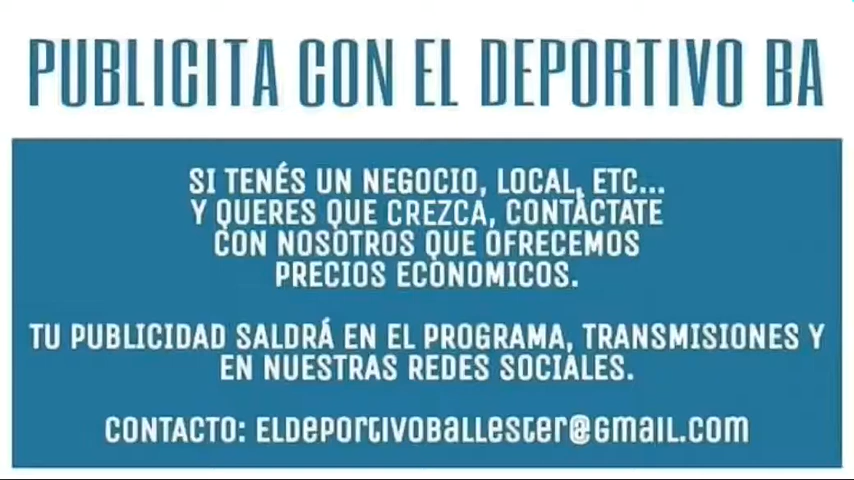 PUBLICITA CON EL DEPORTIVO BA
SI TENÉS UN NEGOCIO, LOCAL, ETC...
Y QUERES QUE CREZCA, CONTÁCTATE
CON NOSOTROS QUE OFRECEMOS
PRECIOS ECONOMICOS.
TU PUBLICIDAD SALDRÁ EN EL PROGRAMA, TRANSMISIONES Y
EN NUESTRAS REDES SOCIALES.
CONTACTO: ELDEPORTIVOBALLESTER@GMAIL.COM